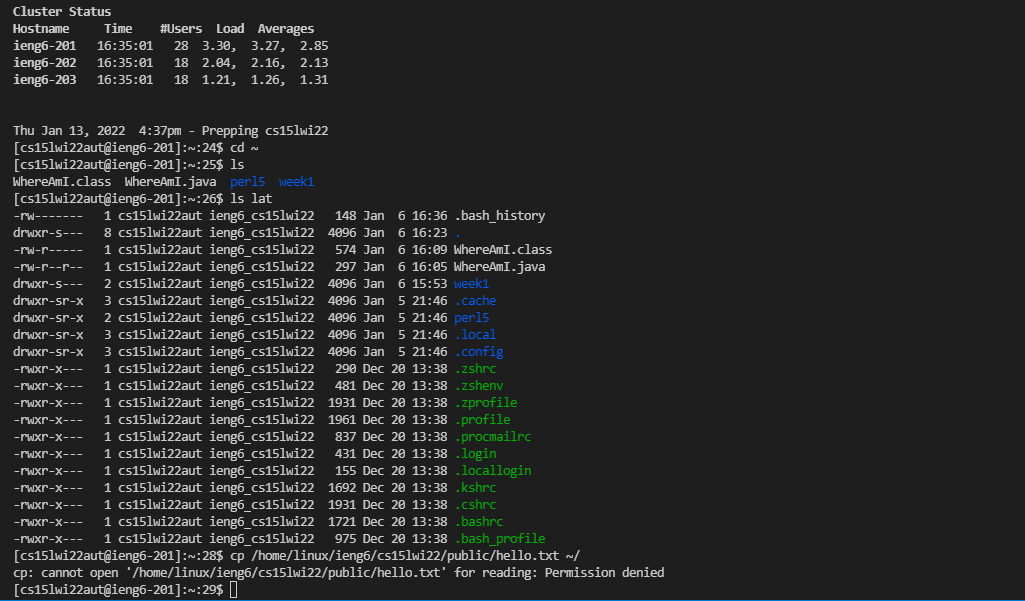 Cluster Status
Hostname     Time    #Users  Load  Averages
ieng6-201   16:35:01   28  3.30,  3.27,  2.85
ieng6-202   16:35:01   18  2.04,  2.16,  2.13
ieng6-203   16:35:01   18  1.21,  1.26,  1.31
Thu Jan 13, 2022  4:37pm - Prepping cs15lwi22
[cs15lwi22aut@ieng6-201]:~:24$ cd ~
[cs15lwi22aut@ieng6-201]:~:25$ ls
WhereAmI.class  WhereAmI.java  perl5  week1
[cs15lwi22aut@ieng6-201]:~:26$ ls lat
-rw-------   1 cs15lwi22aut ieng6_cs15lwi22   148 Jan  6 16:36 .bash_history
drwxr-s---   8 cs15lwi22aut ieng6_cs15lwi22  4096 Jan  6 16:23 .
-rw-r-----   1 cs15lwi22aut ieng6_cs15lwi22   574 Jan  6 16:09 WhereAmI.class
-rw-r--r--   1 cs15lwi22aut ieng6_cs15lwi22   297 Jan  6 16:05 WhereAmI.java
drwxr-s---   2 cs15lwi22aut ieng6_cs15lwi22  4096 Jan  6 15:53 week1
drwxr-sr-x   3 cs15lwi22aut ieng6_cs15lwi22  4096 Jan  5 21:46 .cache
drwxr-sr-x   2 cs15lwi22aut ieng6_cs15lwi22  4096 Jan  5 21:46 perl5
drwxr-sr-x   3 cs15lwi22aut ieng6_cs15lwi22  4096 Jan  5 21:46 .local
drwxr-sr-x   3 cs15lwi22aut ieng6_cs15lwi22  4096 Jan  5 21:46 .config
-rwxr-x---   1 cs15lwi22aut ieng6_cs15lwi22   290 Dec 20 13:38 .zshrc
-rwxr-x---   1 cs15lwi22aut ieng6_cs15lwi22   481 Dec 20 13:38 .zshenv
-rwxr-x---   1 cs15lwi22aut ieng6_cs15lwi22  1931 Dec 20 13:38 .zprofile
-rwxr-x---   1 cs15lwi22aut ieng6_cs15lwi22  1961 Dec 20 13:38 .profile
-rwxr-x---   1 cs15lwi22aut ieng6_cs15lwi22   837 Dec 20 13:38 .procmailrc
-rwxr-x---   1 cs15lwi22aut ieng6_cs15lwi22   431 Dec 20 13:38 .login
-rwxr-x---   1 cs15lwi22aut ieng6_cs15lwi22   155 Dec 20 13:38 .locallogin
-rwxr-x---   1 cs15lwi22aut ieng6_cs15lwi22  1692 Dec 20 13:38 .kshrc
-rwxr-x---   1 cs15lwi22aut ieng6_cs15lwi22  1931 Dec 20 13:38 .cshrc
-rwxr-x---   1 cs15lwi22aut ieng6_cs15lwi22  1721 Dec 20 13:38 .bashrc
-rwxr-x---   1 cs15lwi22aut ieng6_cs15lwi22   975 Dec 20 13:38 .bash_profile
[cs15lwi22aut@ieng6-201]:~:28$ cp /home/linux/ieng6/cs15lwi22/public/hello.txt ~/
cp: cannot open '/home/linux/ieng6/cs15lwi22/public/hello.txt' for reading: Permission denied
[cs15lwi22aut@ieng6-201]:~:29$